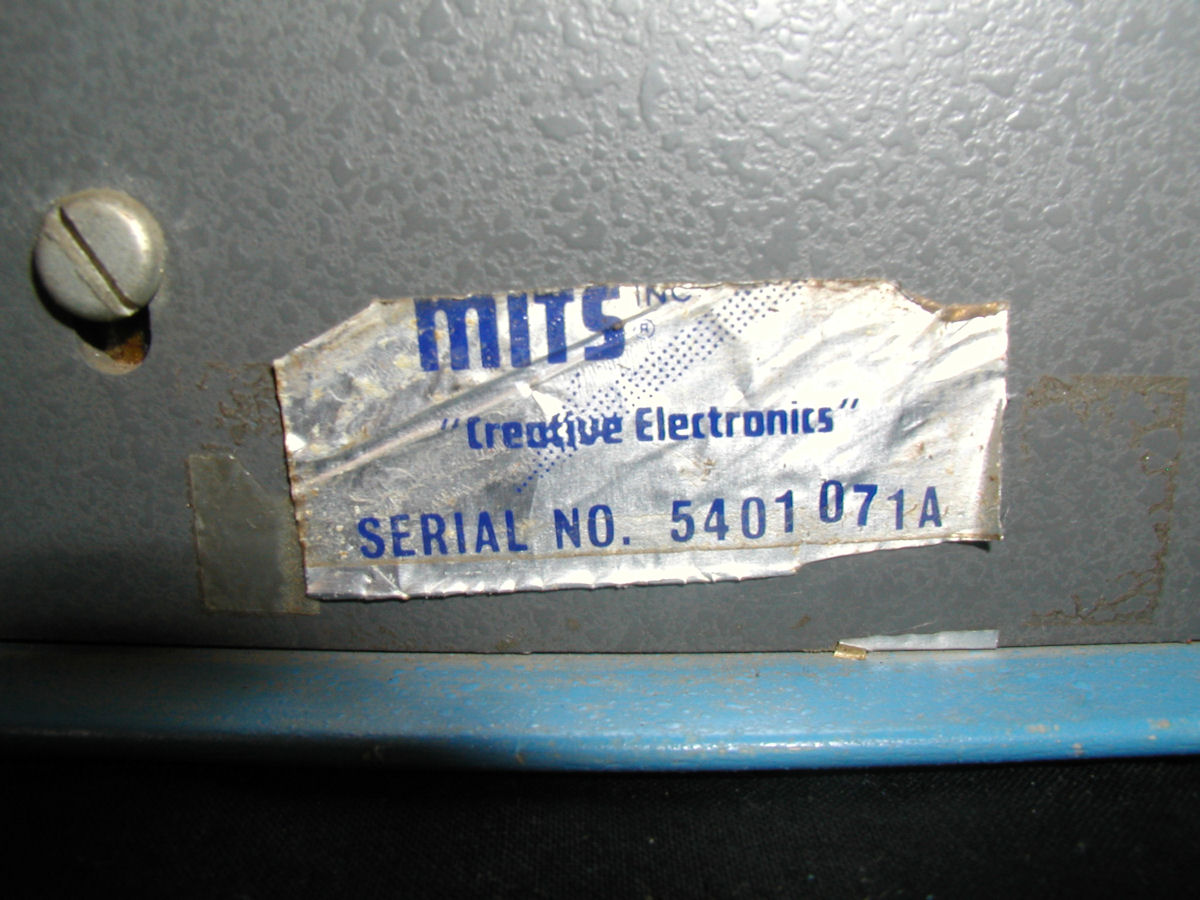 MITS INC
®
"Creative Electronics"
SERIAL NO. 5401071A